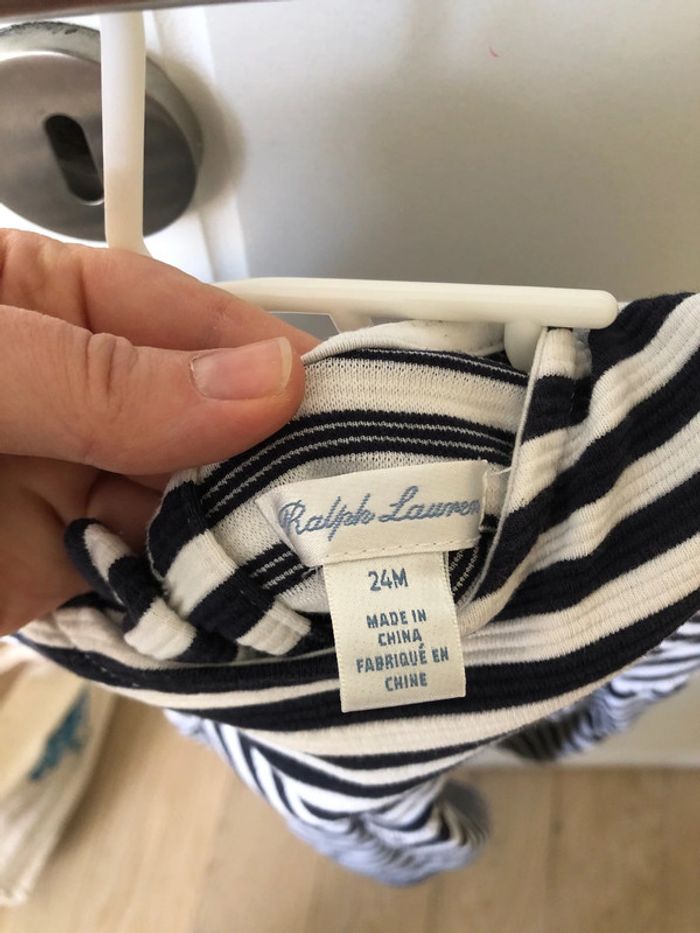 Ralph Lauren
24M
MADE IN
CHINA
FABRIQUÉ EN
CHINE